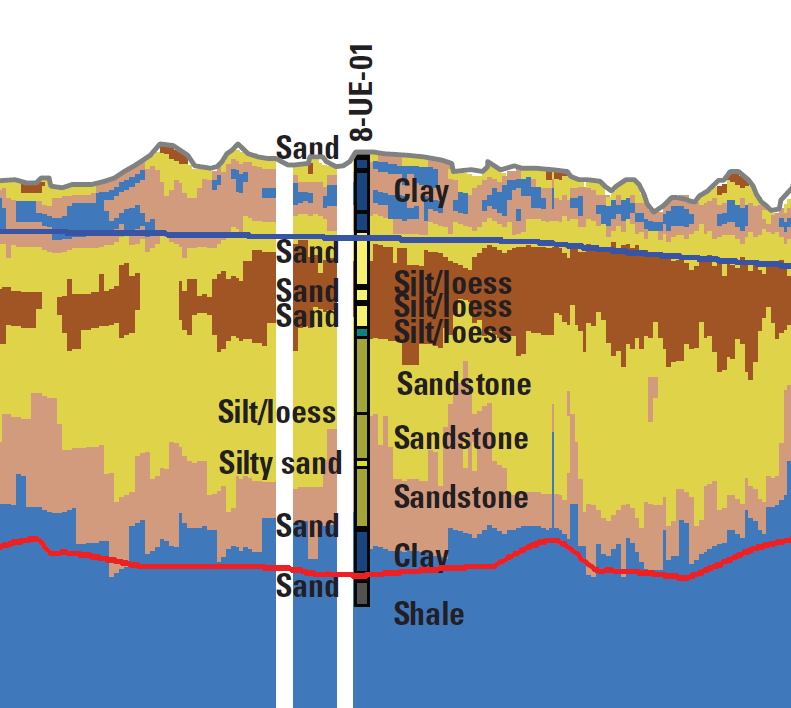 8-UE-01
Sand
Clay
Sand
Silt/loess
Sand
Silt/loess
Sand
Silt/loess
Sandstone
Silt/loess
Sandstone
Silty sand
Sandstone
Sand
Clay
Sand
Shale